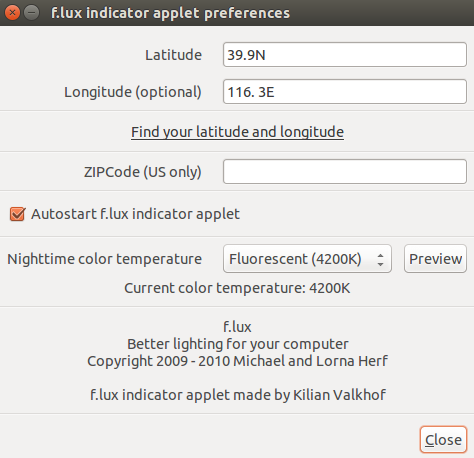 f.lux indicator applet preferences
Latitude 39.9N
Longitude (optional) 116. 3E
Find your latitude and longitude
ZIPCode (US only)
Autostart f.lux indicator applet
Nighttime color temperature Fluorescent (4200K) Preview
Current color temperature: 4200K
f.lux
Better lighting for your computer
Copyright 2009 - 2010 Michael and Lorna Herf
f.lux indicator applet made by Kilian Valkhof
Close